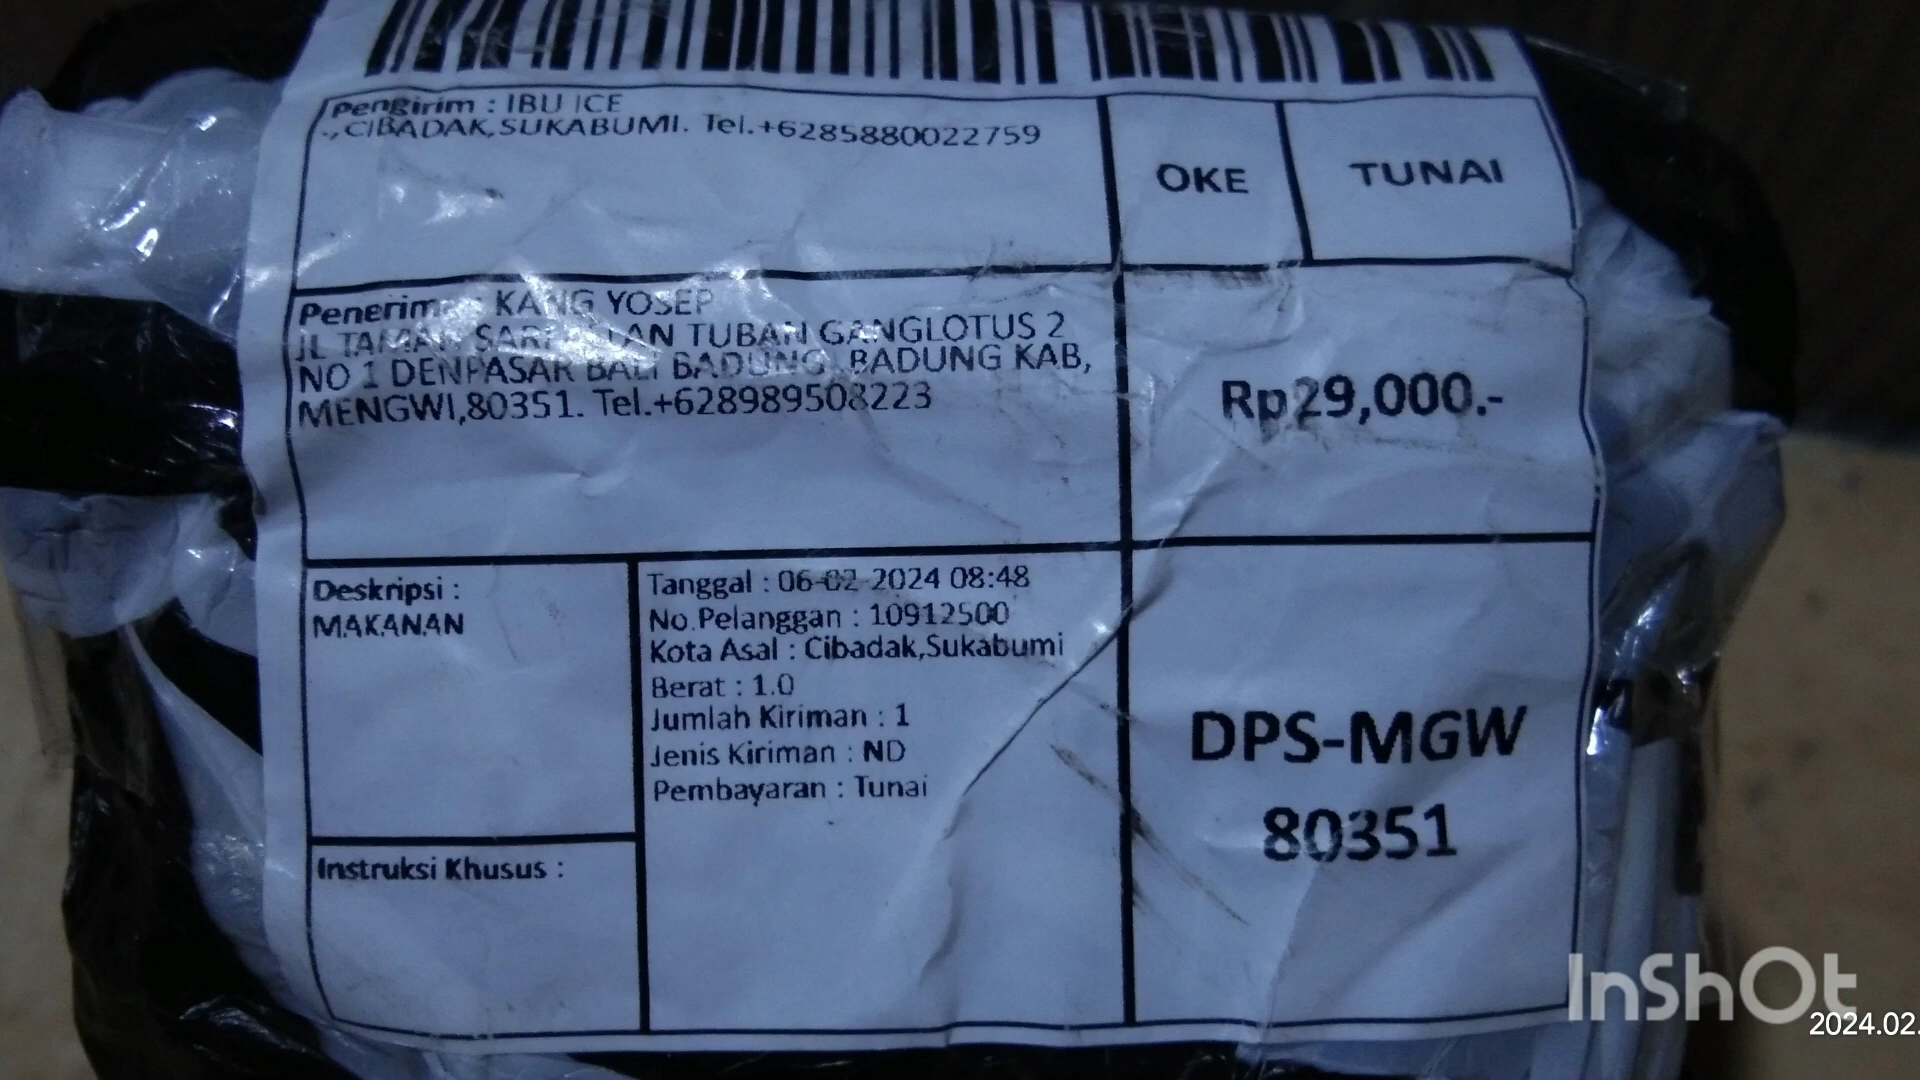 Pengirim : IBU ICE
.,CIBADAK,SUKABUMI. Tel.+6285880022759
OKE
TUNAI
Penerima : KANG YOSEP
JL TAMAN SARI LAN TUBAN GANGLOTUS 2
NO 1 DENPASAR BALI BADUNG, BADUNG KAB,
MENGWI,80351. Tel.+628989508223
Rp29,000.-
Deskripsi :
MAKANAN
Tanggal : 06-02-2024 08:48
No.Pelanggan : 10912500
Kota Asal : Cibadak,Sukabumi
Berat : 1.0
Jumlah Kiriman : 1
Jenis Kiriman : ND
Pembayaran : Tunai
Instruksi Khusus :
DPS-MGW
80351
InShOt
2024.02.